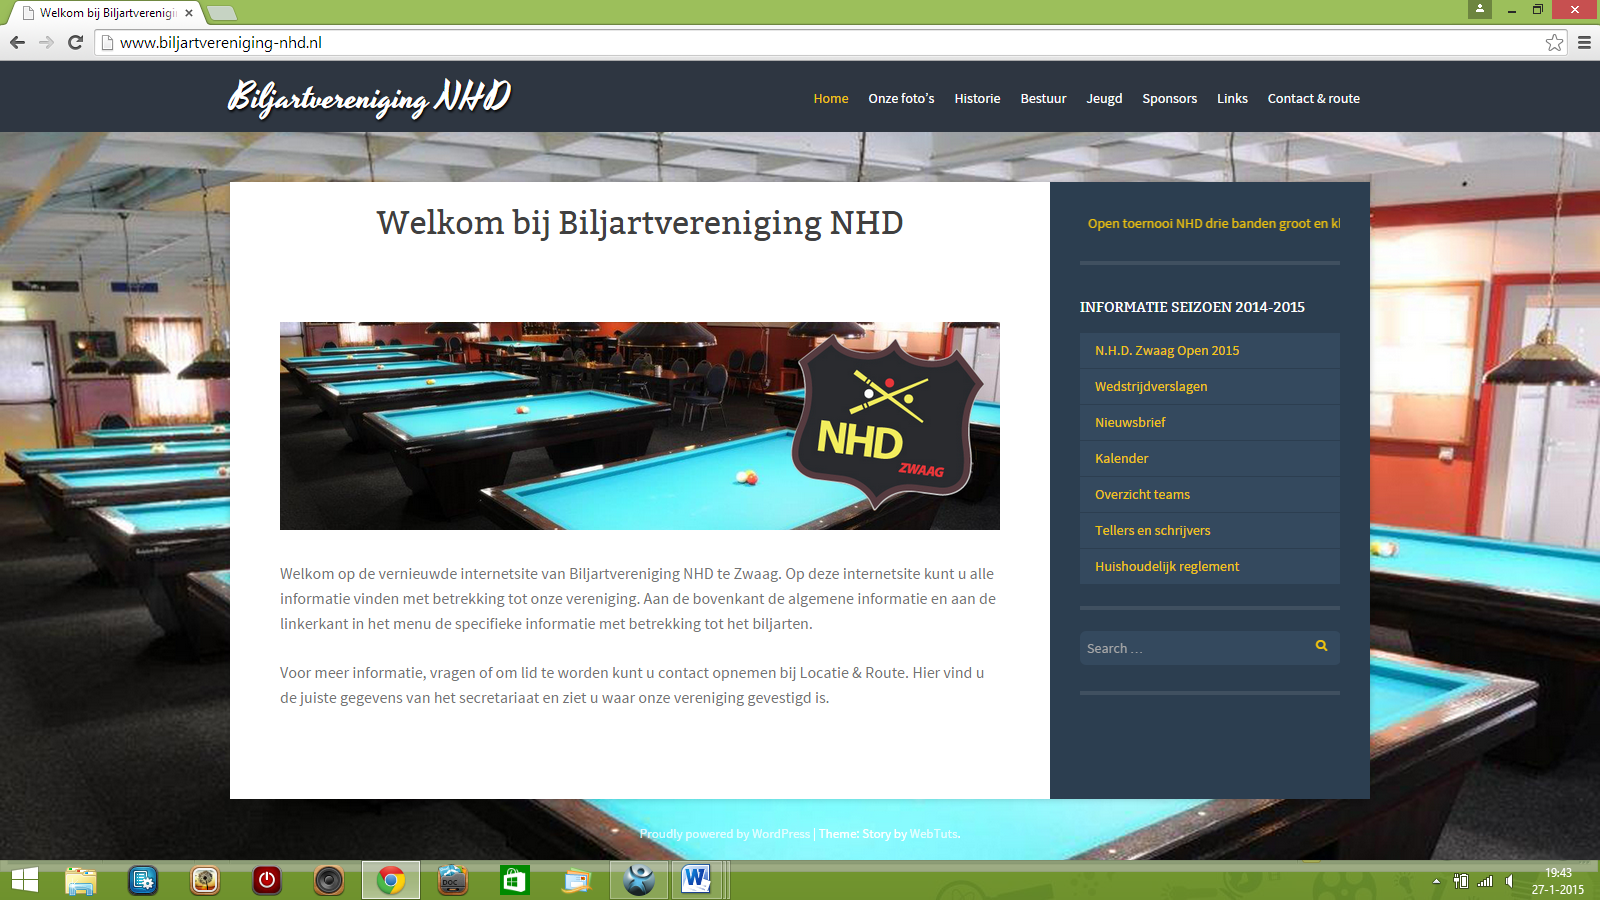 Welkom bij Biljartverenigi
www.biljartvereniging-nhd.nl
Biljartvereniging NHD
Home Onze foto's Historie Bestuur Jeugd Sponsors Links Contact & route
Welkom bij Biljartvereniging NHD
NHD
ZWAAG
Welkom op de vernieuwde internetsite van Biljartvereniging NHD te Zwaag. Op deze internetsite kunt u alle
informatie vinden met betrekking tot onze vereniging. Aan de bovenkant de algemene informatie en aan de
linkerkant in het menu de specifieke informatie met betrekking tot het biljarten.
Voor meer informatie, vragen of om lid te worden kunt u contact opnemen bij Locatie & Route. Hier vind u
de juiste gegevens van het secretariaat en ziet u waar onze vereniging gevestigd is.
Open toernooi NHD drie banden groot en kl
INFORMATIE SEIZOEN 2014-2015
N.H.D. Zwaag Open 2015
Wedstrijdverslagen
Nieuwsbrief
Kalender
Overzicht teams
Tellers en schrijvers
Huishoudelijk reglement
Search ...
Proudly powered by WordPress | Theme: Story by WebTuts.
DOC
W
19:43
27-1-2015